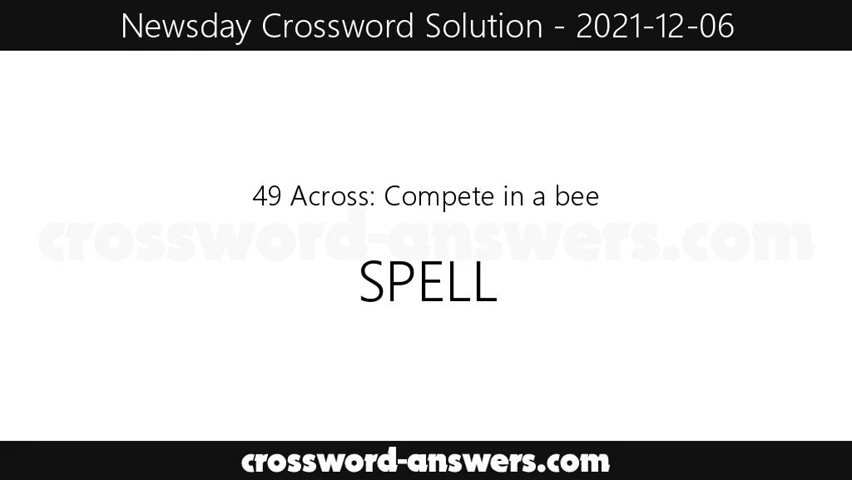 Newsday Crossword Solution - 2021-12-06
49 Across: Compete in a bee
crossword-answers.com
SPELL
crossword-answers.com